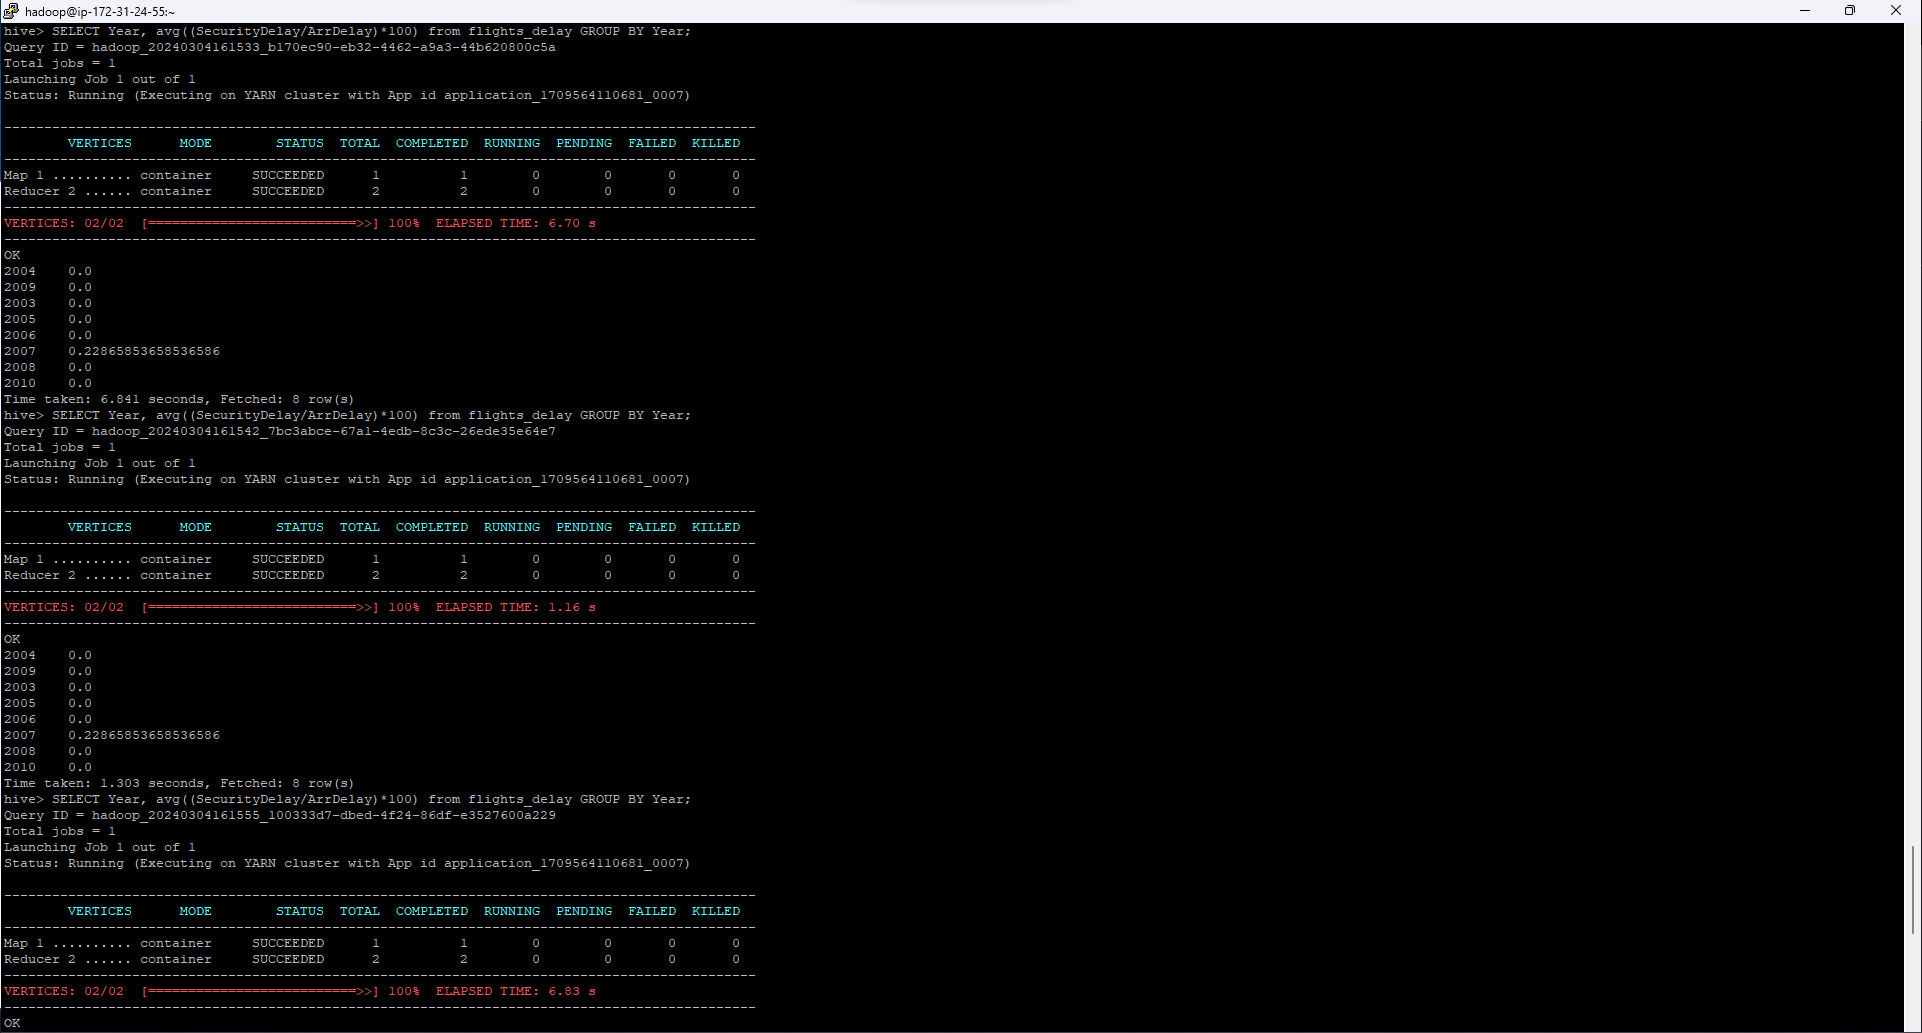 hadoop@ip-172-31-24-55:~
hive> SELECT Year, avg((SecurityDelay/ArrDelay)*100) from flights_delay GROUP BY Year;
Query ID = hadoop_20240304161533_b170ec90-eb32-4462-a9a3-44b620800c5a
Total jobs = 1
Launching Job 1 out of 1
Status: Running (Executing on YARN cluster with App id application_1709564110681_0007)
----------------------------------------------------------------------------------------------
        VERTICES      MODE        STATUS  TOTAL  COMPLETED  RUNNING  PENDING  FAILED  KILLED
----------------------------------------------------------------------------------------------
Map 1 .......... container     SUCCEEDED      1          1        0        0       0       0
Reducer 2 ...... container     SUCCEEDED      2          2        0        0       0       0
----------------------------------------------------------------------------------------------
VERTICES: 02/02  [==========================>>] 100%  ELAPSED TIME: 6.70 s
----------------------------------------------------------------------------------------------
OK
2004    0.0
2009    0.0
2003    0.0
2005    0.0
2006    0.0
2007    0.22865853658536586
2008    0.0
2010    0.0
Time taken: 6.841 seconds, Fetched: 8 row(s)
hive> SELECT Year, avg((SecurityDelay/ArrDelay)*100) from flights_delay GROUP BY Year;
Query ID = hadoop_20240304161542_7bc3abce-67a1-4edb-8c3c-26ede35e64e7
Total jobs = 1
Launching Job 1 out of 1
Status: Running (Executing on YARN cluster with App id application_1709564110681_0007)
----------------------------------------------------------------------------------------------
        VERTICES      MODE        STATUS  TOTAL  COMPLETED  RUNNING  PENDING  FAILED  KILLED
----------------------------------------------------------------------------------------------
Map 1 .......... container     SUCCEEDED      1          1        0        0       0       0
Reducer 2 ...... container     SUCCEEDED      2          2        0        0       0       0
----------------------------------------------------------------------------------------------
VERTICES: 02/02  [==========================>>] 100%  ELAPSED TIME: 1.16 s
----------------------------------------------------------------------------------------------
OK
2004    0.0
2009    0.0
2003    0.0
2005    0.0
2006    0.0
2007    0.22865853658536586
2008    0.0
2010    0.0
Time taken: 1.303 seconds, Fetched: 8 row(s)
hive> SELECT Year, avg((SecurityDelay/ArrDelay)*100) from flights_delay GROUP BY Year;
Query ID = hadoop_20240304161555_100333d7-dbed-4f24-86df-e3527600a229
Total jobs = 1
Launching Job 1 out of 1
Status: Running (Executing on YARN cluster with App id application_1709564110681_0007)
----------------------------------------------------------------------------------------------
        VERTICES      MODE        STATUS  TOTAL  COMPLETED  RUNNING  PENDING  FAILED  KILLED
----------------------------------------------------------------------------------------------
Map 1 .......... container     SUCCEEDED      1          1        0        0       0       0
Reducer 2 ...... container     SUCCEEDED      2          2        0        0       0       0
----------------------------------------------------------------------------------------------
VERTICES: 02/02  [==========================>>] 100%  ELAPSED TIME: 6.83 s
----------------------------------------------------------------------------------------------
OK